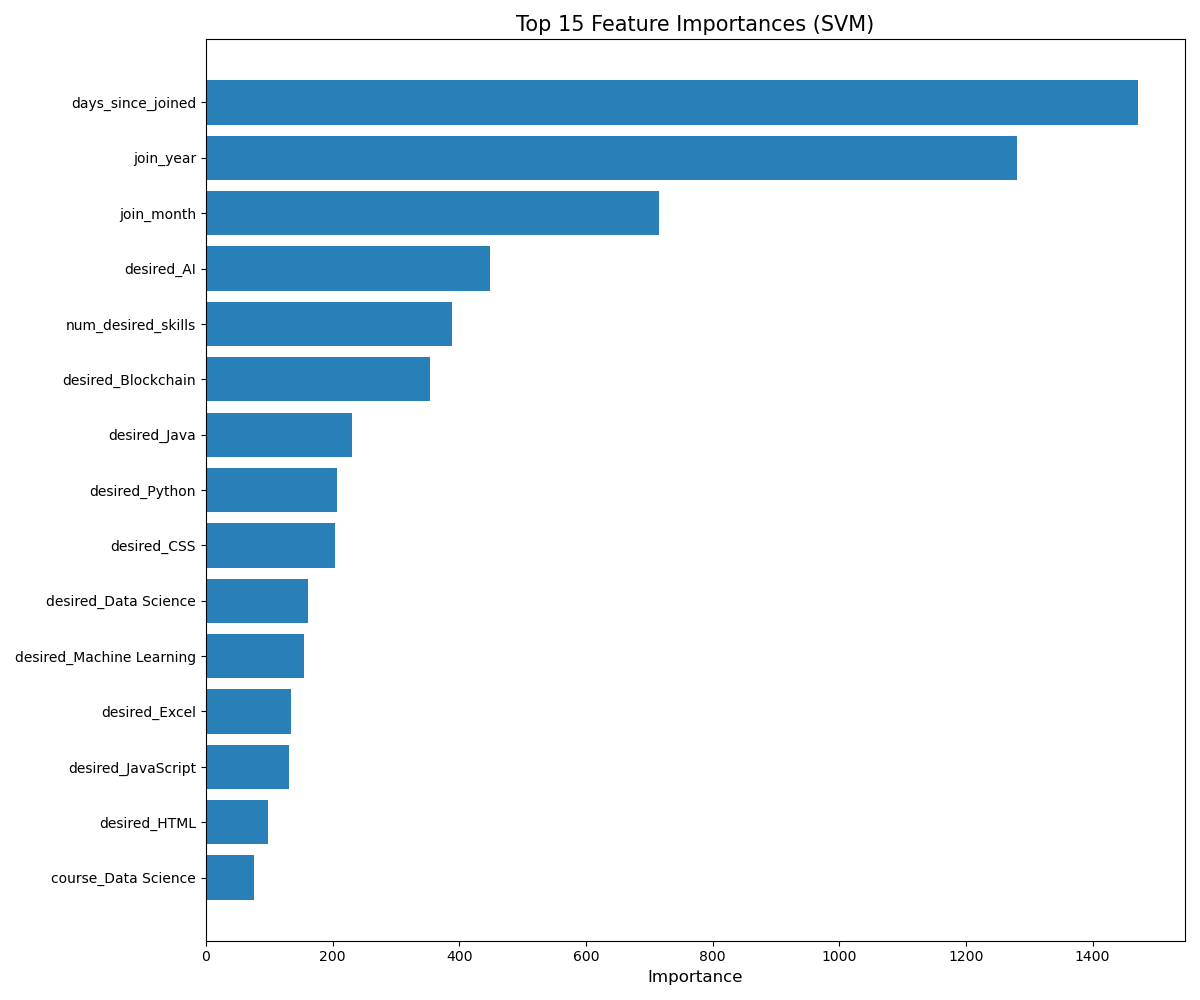 Top 15 Feature Importances (SVM)
days_since_joined
join_year
join_month
desired_AI
num_desired_skills
desired_Blockchain
desired_Java
desired_Python
desired_CSS
desired_Data Science
desired_Machine Learning
desired_Excel
desired_JavaScript
desired_HTML
course_Data Science
0 200 400 600 800 1000 1200 1400
Importance